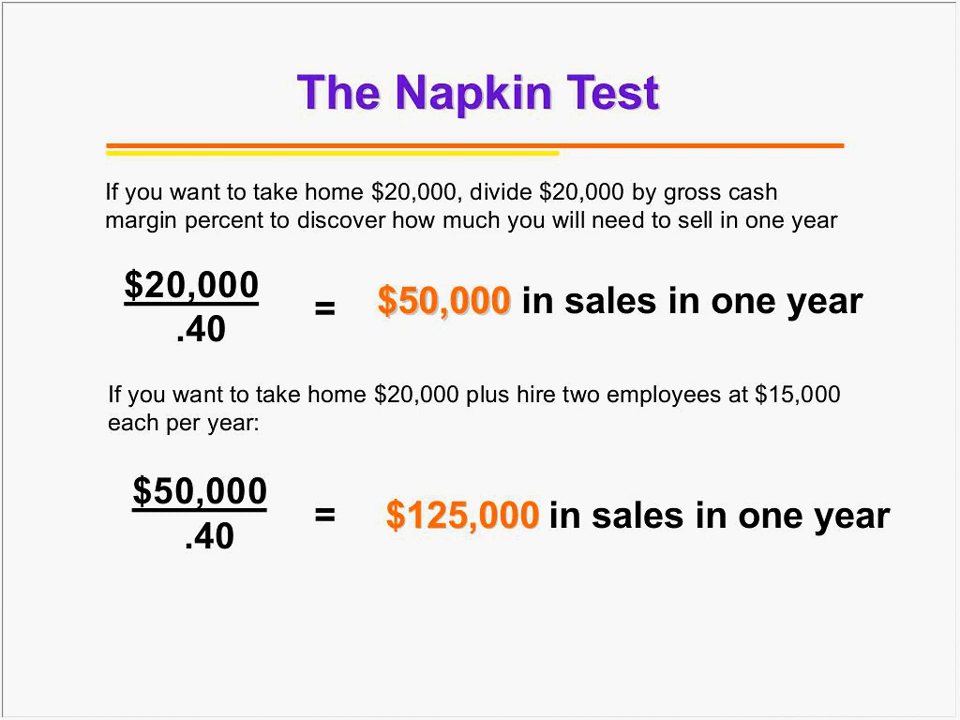 The Napkin Test
If you want to take home $20,000, divide $20,000 by gross cash
margin percent to discover how much you will need to sell in one year
$20,000
.40
=
$50,000 in sales in one year
If you want to take home $20,000 plus hire two employees at $15,000
each per year:
$50,000
.40
=
$125,000 in sales in one year